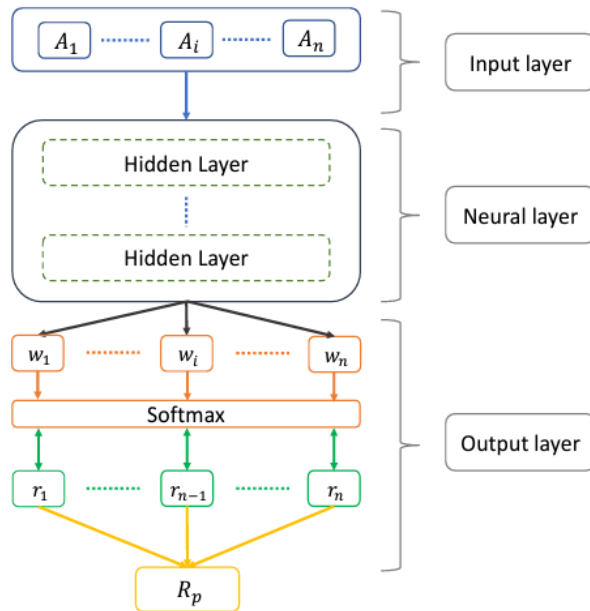 A₁ ........ Aᵢ ........ Aₙ
Input layer
Hidden Layer
Neural layer
Hidden Layer
w₁ ........ wᵢ ........ wₙ
Softmax
Output layer
r₁ ........ rₙ₋₁ ........ rₙ
Rₚ